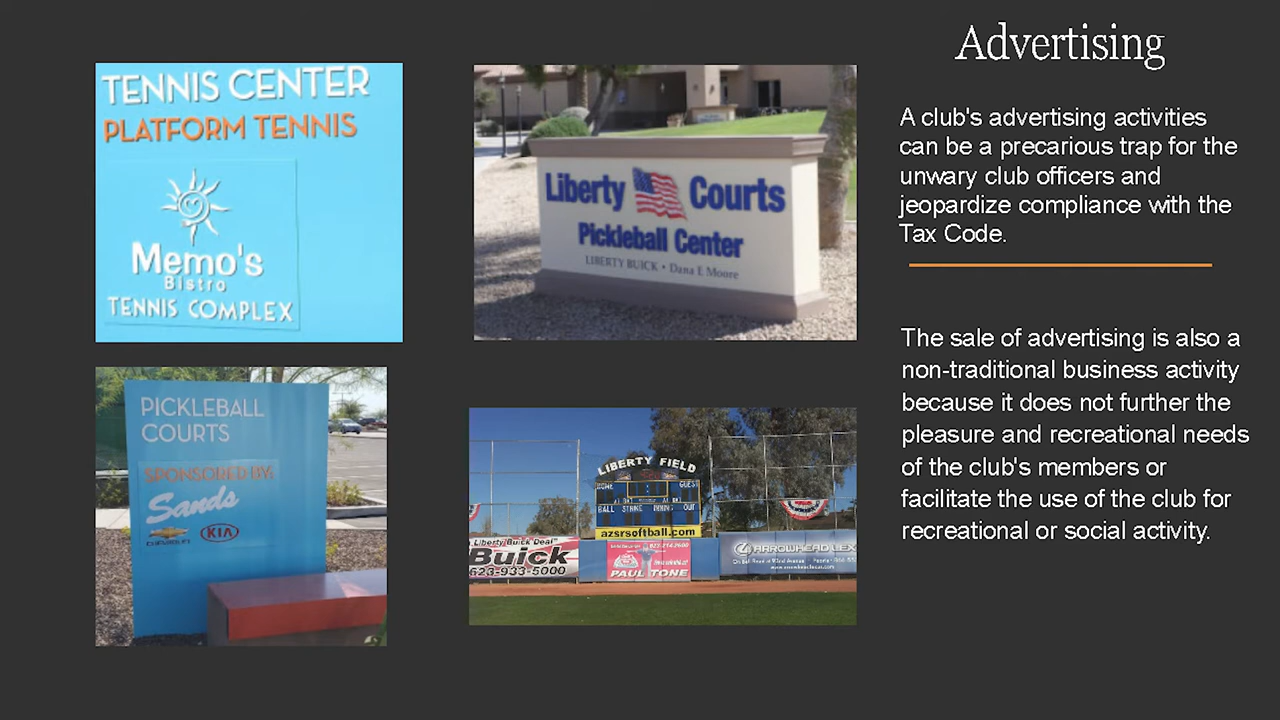 Advertising
A club's advertising activities
can be a precarious trap for the
unwary club officers and
jeopardize compliance with the
Tax Code.
The sale of advertising is also a
non-traditional business activity
because it does not further the
pleasure and recreational needs
of the club's members or
facilitate the use of the club for
recreational or social activity.
TENNIS CENTER
PLATFORM TENNIS
Memo's
Bistro
TENNIS COMPLEX
Liberty Courts
Pickleball Center
LIBERTY BUICK • Dana E Moore
PICKLEBALL
COURTS
SPONSORED BY:
Sands
CHEVROLET KIA
LIBERTY FIELD
HOME GUEST
BALL STRIKE INNING OUT
azsrsoftball.com
Liberty Buick Deal"
Buick
623-933-5000
PAUL TONE
ARROWHEAD LEX